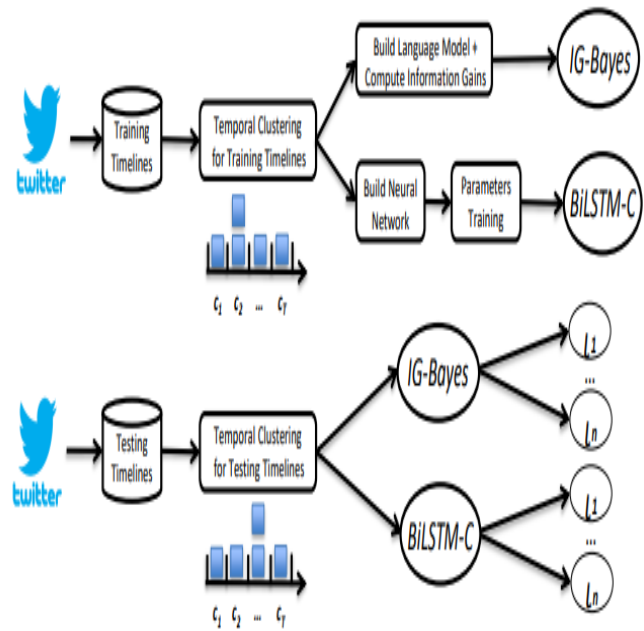 Build Language Model +
Compute Information Gains
IG-Bayes
twitter
Training
Timelines
Temporal Clustering
for Training Timelines
Build Neural
Network
Parameters
Training
BiLSTM-C
c1 c2 ... cT
IG-Bayes
l1
...
ln
twitter
Testing
Timelines
Temporal Clustering
for Testing Timelines
BiLSTM-C
l1
...
ln
c1 c2 ... cT